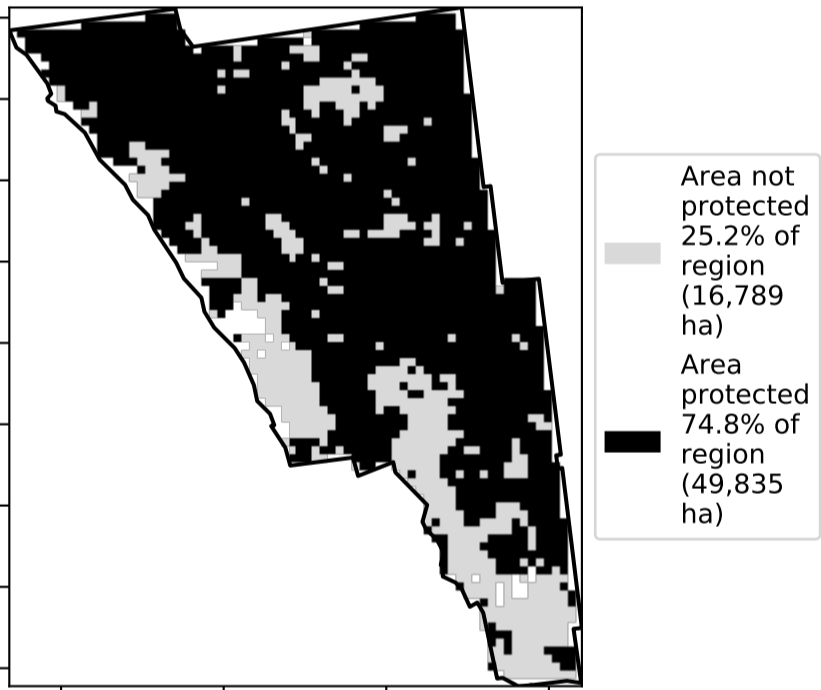 Area not
protected
25.2% of
region
(16,789
ha)
Area
protected
74.8% of
region
(49,835
ha)